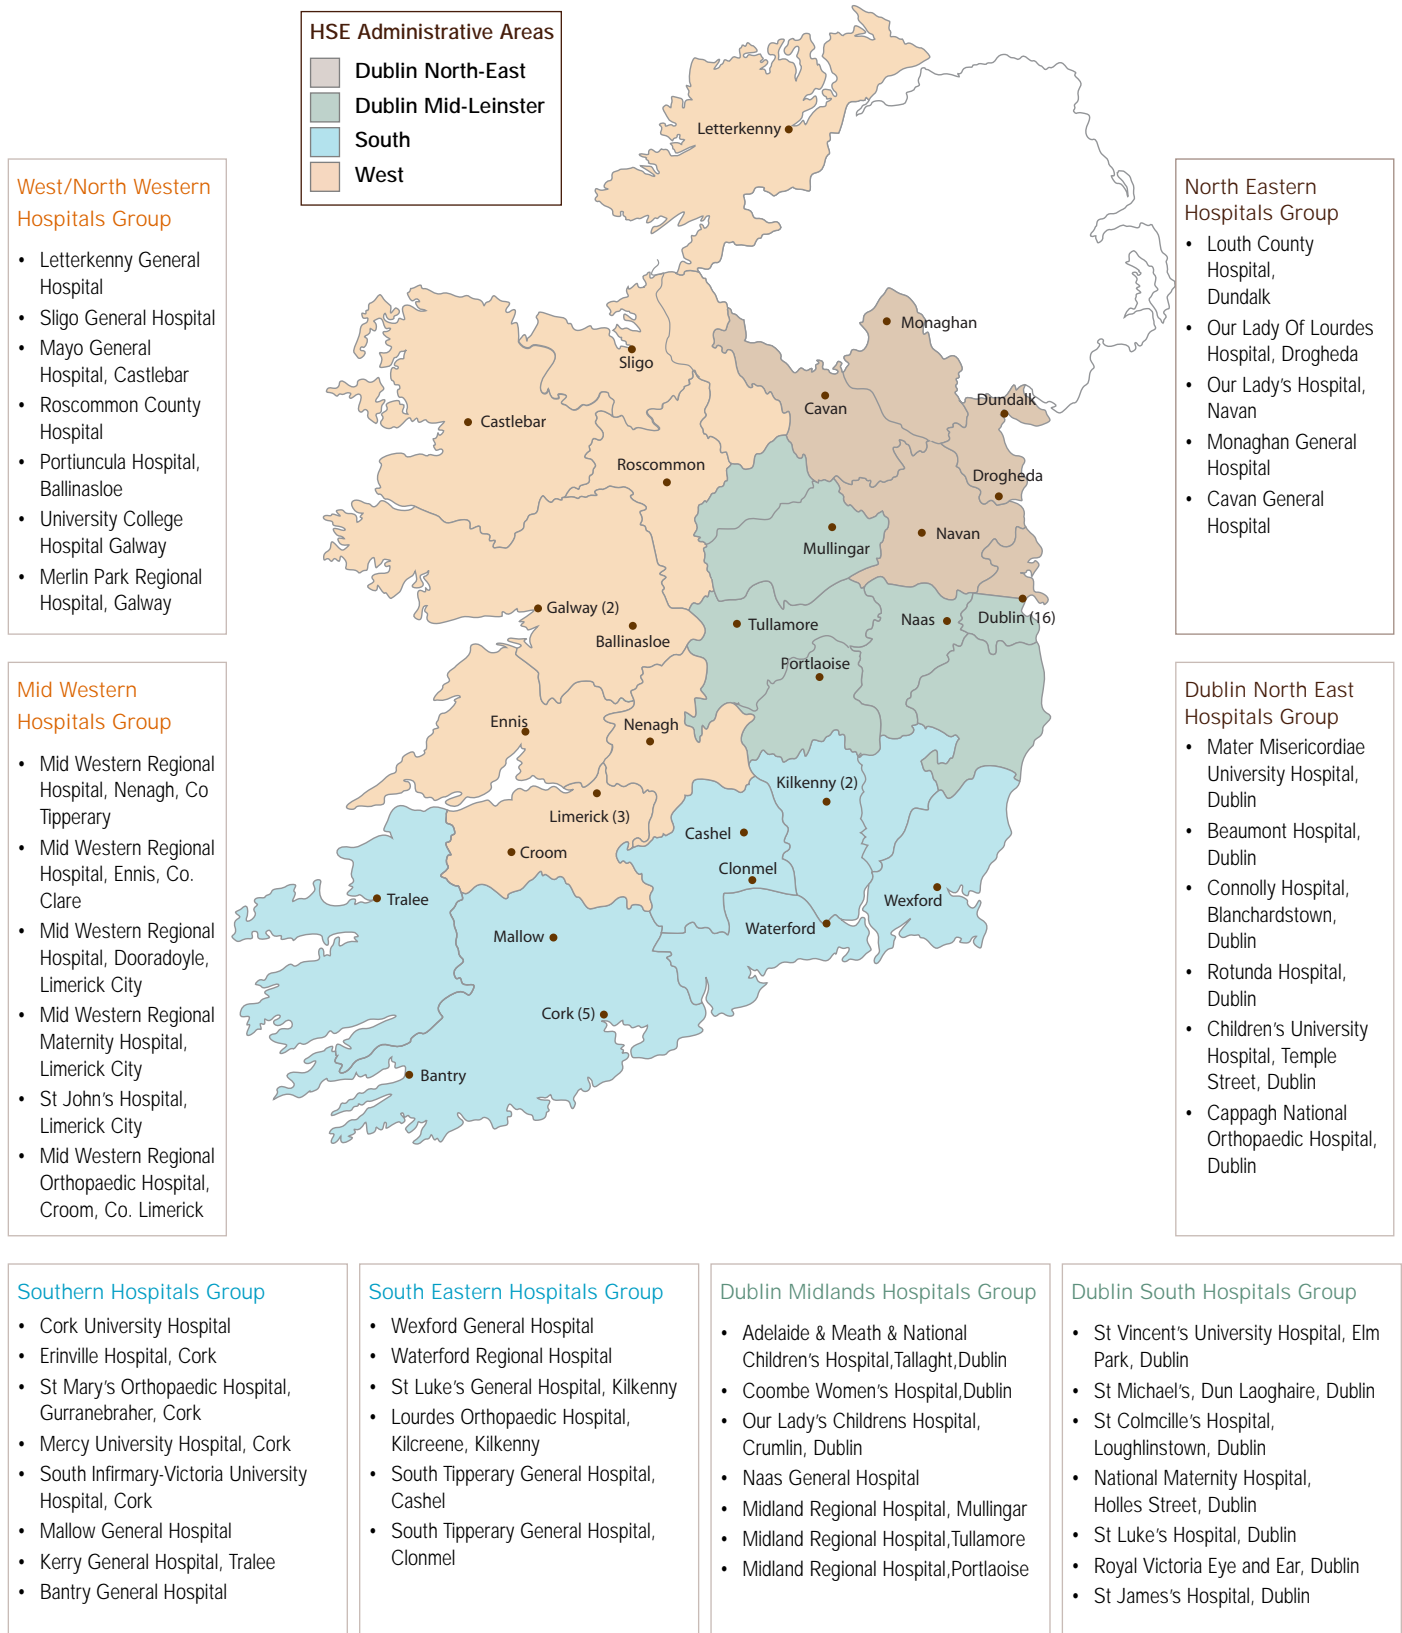 HSE Administrative Areas
Dublin North-East
Dublin Mid-Leinster
South
West
West/North Western
Hospitals Group
• Letterkenny General
Hospital
• Sligo General Hospital
• Mayo General
Hospital, Castlebar
• Roscommon County
Hospital
• Portiuncula Hospital,
Ballinasloe
• University College
Hospital Galway
• Merlin Park Regional
Hospital, Galway
Mid Western
Hospitals Group
• Mid Western Regional
Hospital, Nenagh, Co
Tipperary
• Mid Western Regional
Hospital, Ennis, Co.
Clare
• Mid Western Regional
Hospital, Dooradoyle,
Limerick City
• Mid Western Regional
Maternity Hospital,
Limerick City
• St John's Hospital,
Limerick City
• Mid Western Regional
Orthopaedic Hospital,
Croom, Co. Limerick
Letterkenny
Monaghan
Sligo
Cavan
Dundalk
Castlebar
Roscommon
Drogheda
Mullingar
Navan
Galway (2)
Ballinasloe
Tullamore
Naas
Dublin (16)
Portlaoise
Ennis
Nenagh
Kilkenny (2)
Limerick (3)
Cashel
Croom
Clonmel
Tralee
Wexford
Waterford
Mallow
Cork (5)
Bantry
North Eastern
Hospitals Group
• Louth County
Hospital,
Dundalk
• Our Lady Of Lourdes
Hospital, Drogheda
• Our Lady's Hospital,
Navan
• Monaghan General
Hospital
• Cavan General
Hospital
Dublin North East
Hospitals Group
• Mater Misericordiae
University Hospital,
Dublin
• Beaumont Hospital,
Dublin
• Connolly Hospital,
Blanchardstown,
Dublin
• Rotunda Hospital,
Dublin
• Children's University
Hospital, Temple
Street, Dublin
• Cappagh National
Orthopaedic Hospital,
Dublin
Southern Hospitals Group
• Cork University Hospital
• Erinville Hospital, Cork
• St Mary's Orthopaedic Hospital,
Gurranebraher, Cork
• Mercy University Hospital, Cork
• South Infirmary-Victoria University
Hospital, Cork
• Mallow General Hospital
• Kerry General Hospital, Tralee
• Bantry General Hospital
South Eastern Hospitals Group
• Wexford General Hospital
• Waterford Regional Hospital
• St Luke's General Hospital, Kilkenny
• Lourdes Orthopaedic Hospital,
Kilcreene, Kilkenny
• South Tipperary General Hospital,
Cashel
• South Tipperary General Hospital,
Clonmel
Dublin Midlands Hospitals Group
• Adelaide & Meath & National
Children's Hospital,Tallaght,Dublin
• Coombe Women's Hospital,Dublin
• Our Lady's Childrens Hospital,
Crumlin, Dublin
• Naas General Hospital
• Midland Regional Hospital, Mullingar
• Midland Regional Hospital,Tullamore
• Midland Regional Hospital,Portlaoise
Dublin South Hospitals Group
• St Vincent's University Hospital, Elm
Park, Dublin
• St Michael's, Dun Laoghaire, Dublin
• St Colmcille's Hospital,
Loughlinstown, Dublin
• National Maternity Hospital,
Holles Street, Dublin
• St Luke's Hospital, Dublin
• Royal Victoria Eye and Ear, Dublin
• St James's Hospital, Dublin